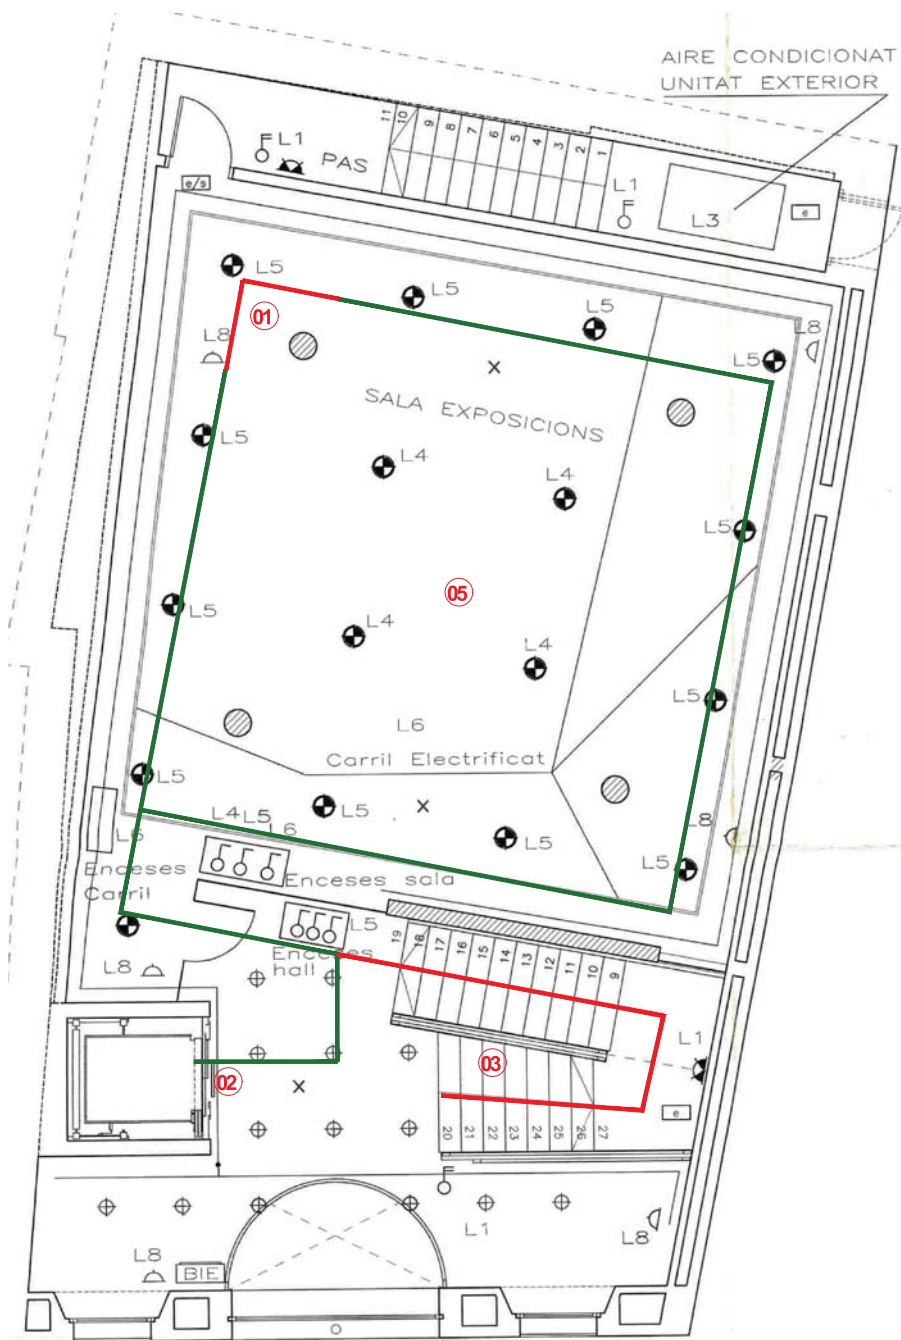 AIRE CONDICIONAT
UNITAT EXTERIOR
L1
PAS
11
10
9
8
7
6
5
4
3
2
1
L1
L3
e
e/s
L5
L5
L5
L5
01
L8
L8
SALA EXPOSICIONS
L5
L4
L4
L5
05
L5
L4
L4
L5
L6
Carril Electrificat
L5
L5
L5
L4
L5
L6
L8
L6
Enceses
Carril
Enceses sala
L5
L5
Enceses
hall
L8
19
18
17
16
15
14
13
12
11
10
9
L1
02
03
e
20
21
22
23
24
25
26
27
L1
L8
L8
BIE